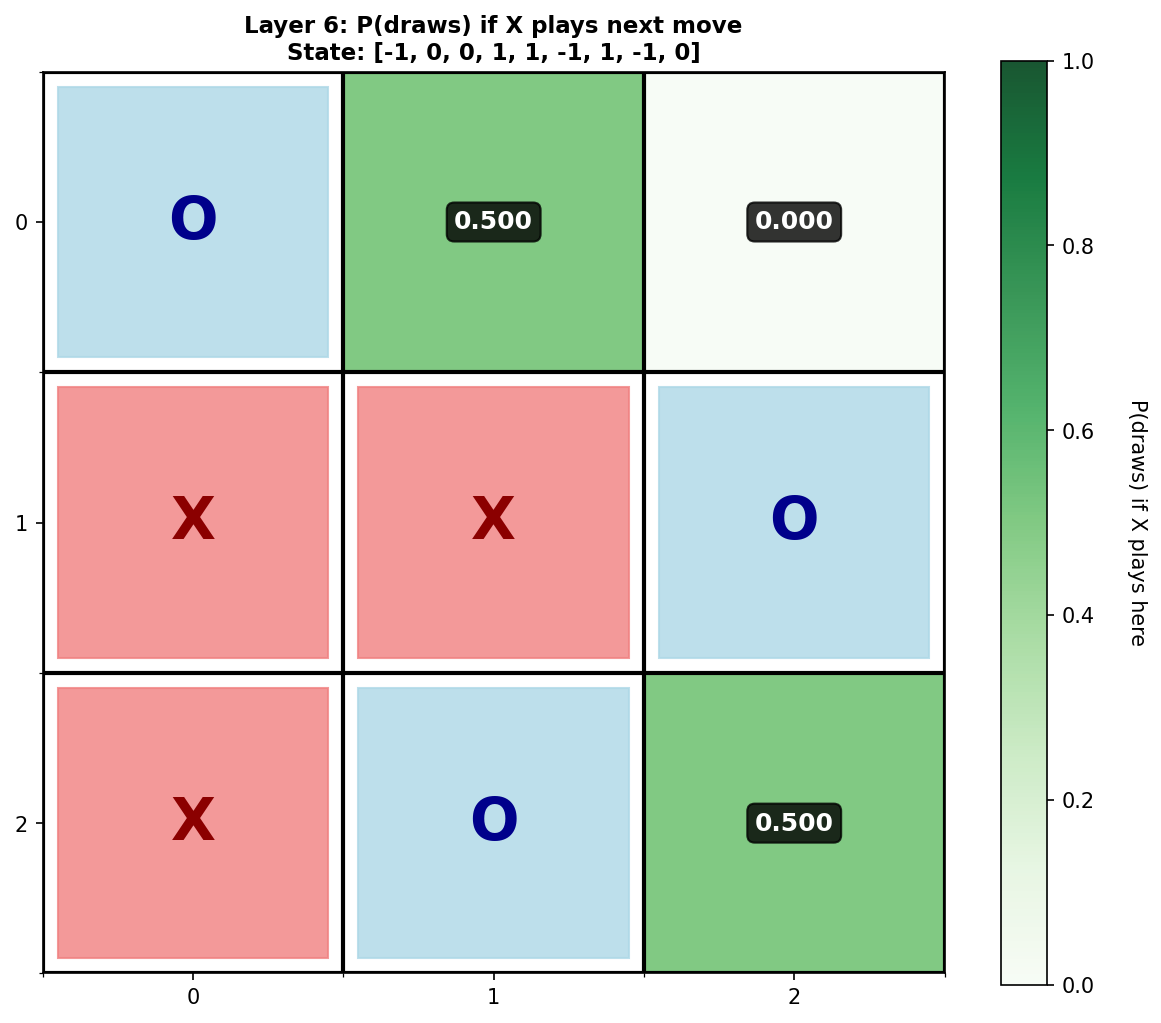 Layer 6: P(draws) if X plays next move
State: [-1, 0, 0, 1, 1, -1, 1, -1, 0]
0
O
0.500
0.000
1
X
X
O
2
X
O
0.500
0
1
2
1.0
0.8
0.6
0.4
0.2
0.0
P(draws) if X plays here